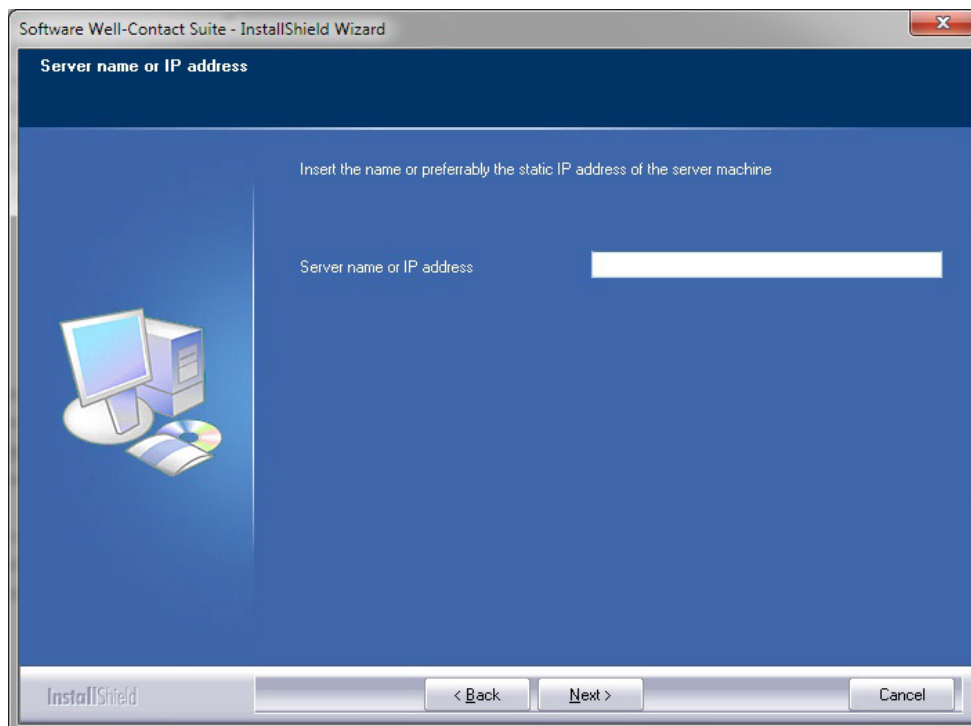 Software Well-Contact Suite - InstallShield Wizard
Server name or IP address
Insert the name or preferrably the static IP address of the server machine
Server name or IP address
InstallShield
< Back
Next >
Cancel